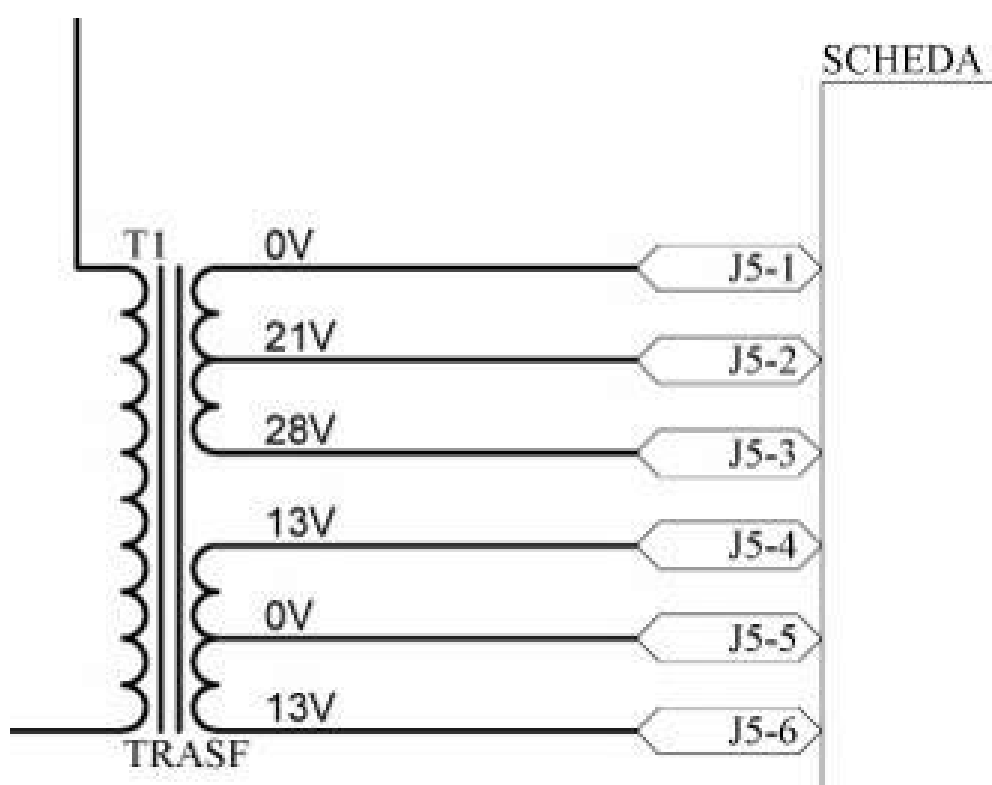 SCHEDA
T1
0V
J5-1
21V
J5-2
28V
J5-3
13V
J5-4
0V
J5-5
13V
J5-6
TRASF